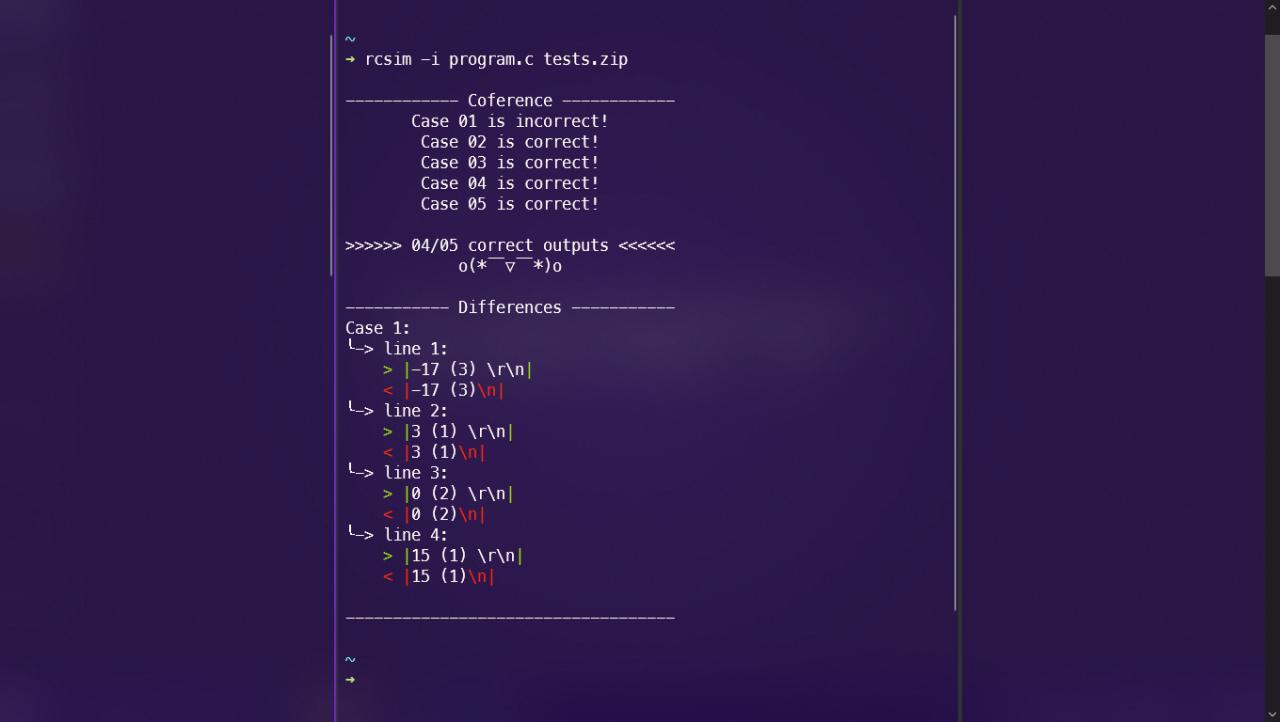 ~
→ rcsim -i program.c tests.zip
------------ Coference ------------
Case 01 is incorrect!
Case 02 is correct!
Case 03 is correct!
Case 04 is correct!
Case 05 is correct!
>>>>>> 04/05 correct outputs <<<<<<
o(*￣▽￣*)o
----------- Differences -----------
Case 1:
╰─> line 1:
> |-17 (3) \r\n|
< |-17 (3)\n|
╰─> line 2:
> |3 (1) \r\n|
< |3 (1)\n|
╰─> line 3:
> |0 (2) \r\n|
< |0 (2)\n|
╰─> line 4:
> |15 (1) \r\n|
< |15 (1)\n|
-----------------------------------
~
→